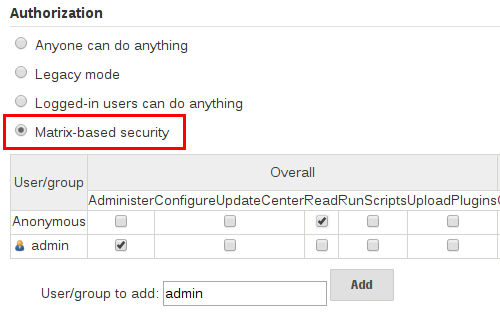 Authorization
Anyone can do anything
Legacy mode
Logged-in users can do anything
Matrix-based security
User/group Overall
Administer ConfigureUpdateCenter Read RunScripts UploadPlugins
Anonymous
admin
User/group to add: admin Add